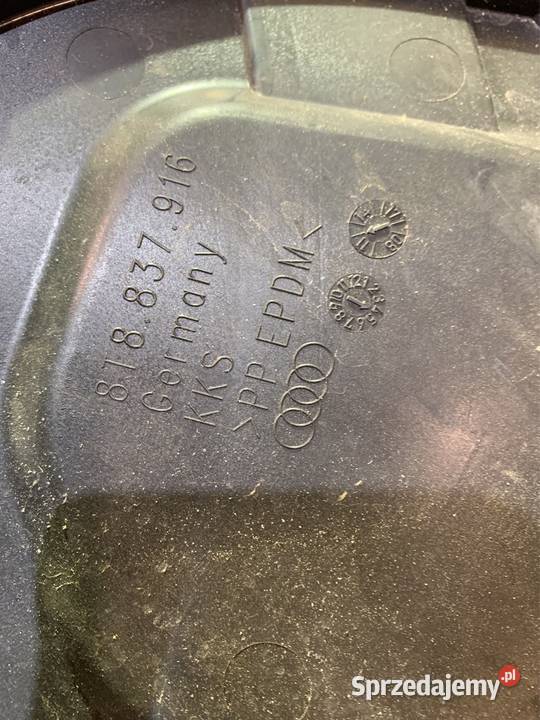 8T8.837.916
Germany
KKS
>PP EPDM<
Sprzedajemy.pl